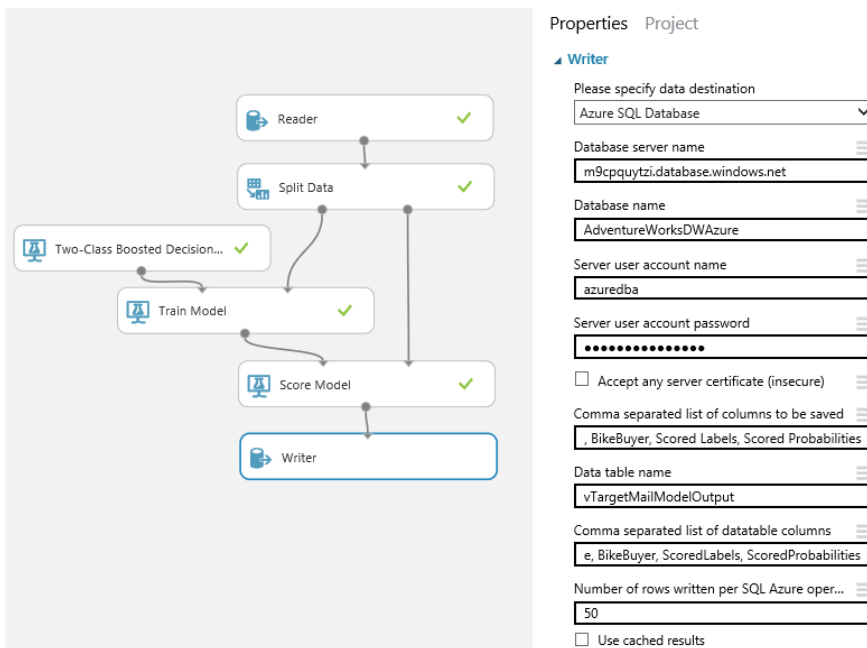 Reader
Split Data
Two-Class Boosted Decision...
Train Model
Score Model
Writer
Properties Project
Writer
Please specify data destination
Azure SQL Database
Database server name
m9cpquytzi.database.windows.net
Database name
AdventureWorksDWAzure
Server user account name
azuredba
Server user account password
●●●●●●●●●●●●●●●
Accept any server certificate (insecure)
Comma separated list of columns to be saved
, BikeBuyer, Scored Labels, Scored Probabilities
Data table name
vTargetMailModelOutput
Comma separated list of datatable columns
e, BikeBuyer, ScoredLabels, ScoredProbabilities
Number of rows written per SQL Azure oper...
50
Use cached results